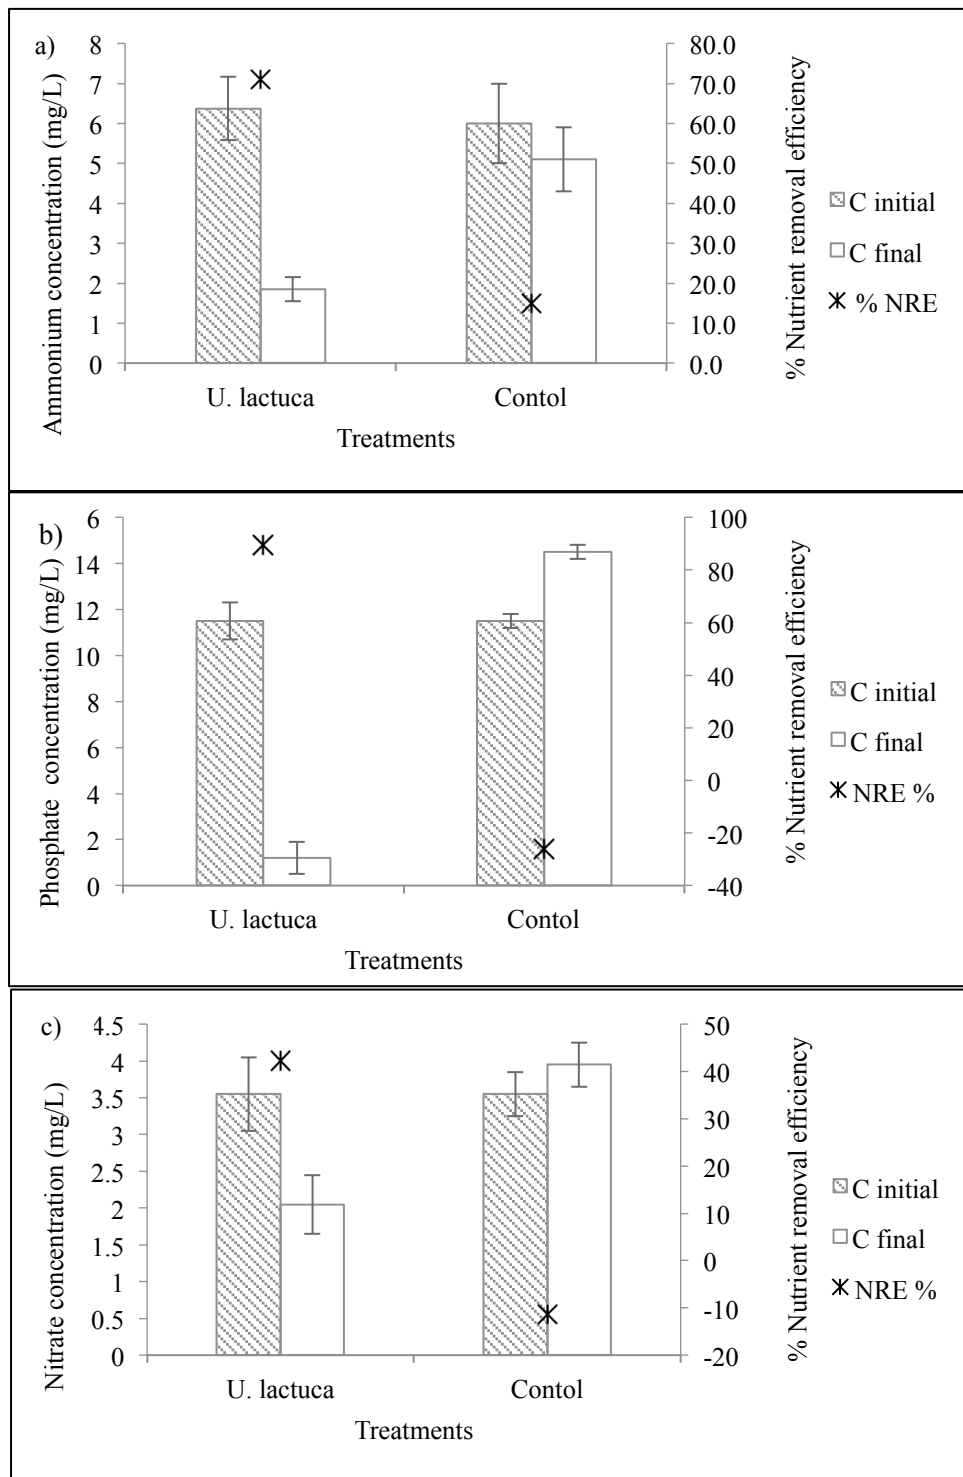 a)
Ammonium concentration (mg/L)
8
7
6
5
4
3
2
1
0
80.0
70.0
60.0
50.0
40.0
30.0
20.0
10.0
0.0
% Nutrient removal efficiency
U. lactuca
Contol
Treatments
C initial
C final
% NRE
b)
Phosphate concentration (mg/L)
6
14
12
10
8
6
4
2
0
100
80
60
40
20
0
-20
-40
% Nutrient removal efficiency
U. lactuca
Contol
Treatments
C initial
C final
NRE %
c)
Nitrate concentration (mg/L)
4.5
4
3.5
3
2.5
2
1.5
1
0.5
0
50
40
30
20
10
0
-10
-20
% Nutrient removal efficiency
U. lactuca
Contol
Treatments
C initial
C final
NRE %